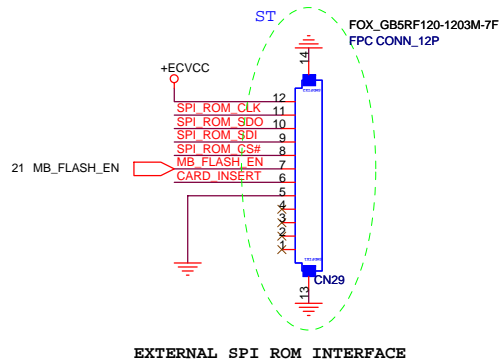 ST
FOX_GB5RF120-1203M-7F
FPC CONN_12P
14
+ECVCC
12
SPI_ROM_CLK 11
SPI_ROM_SDO 10
SPI_ROM_SDI 9
SPI_ROM_CS# 8
21 MB_FLASH_EN MB_FLASH_EN 7
CARD_INSERT 6
5
4
3
2
1
CN29
13
EXTERNAL SPI ROM INTERFACE